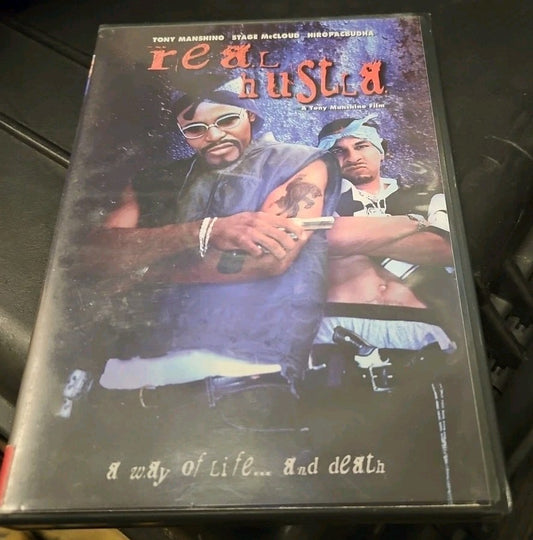 TONY MANSHINO STAGE McCLOUD HIROPACBUDHA
reaL
hustLa
A Tony Manshino Film
a way of Life... and death